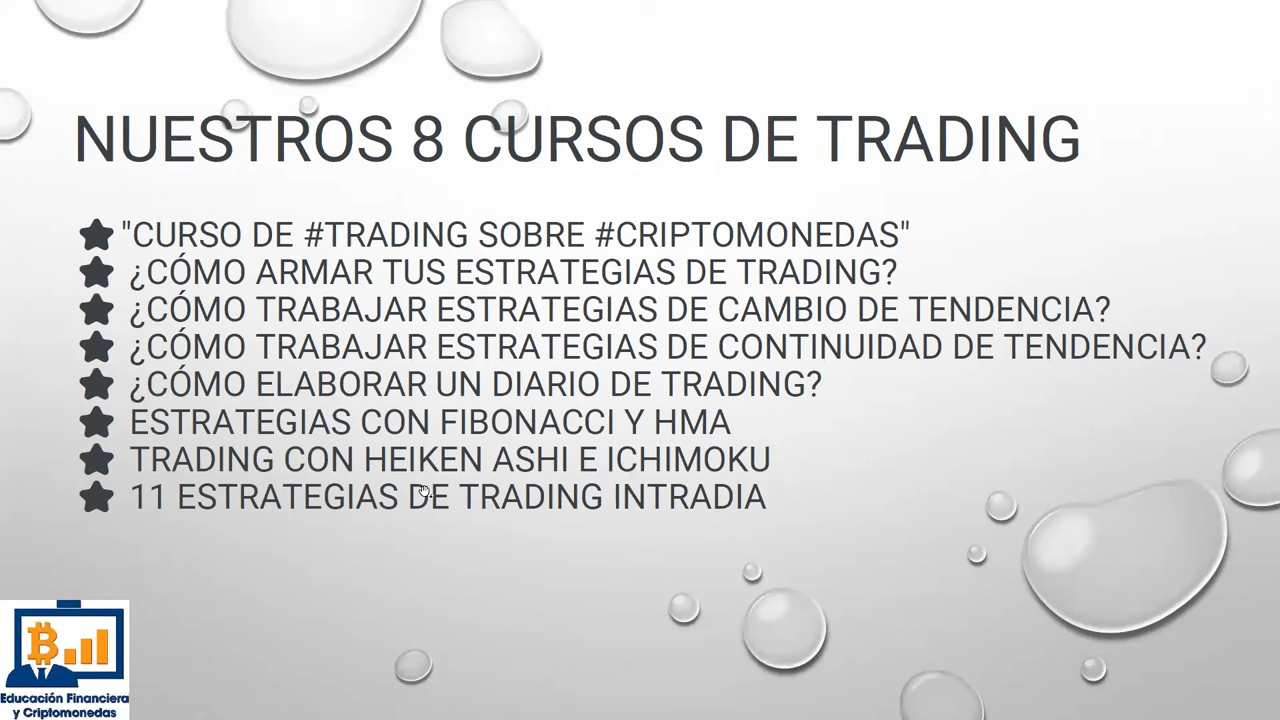 NUESTROS 8 CURSOS DE TRADING
"CURSO DE #TRADING SOBRE #CRIPTOMONEDAS"
¿CÓMO ARMAR TUS ESTRATEGIAS DE TRADING?
¿CÓMO TRABAJAR ESTRATEGIAS DE CAMBIO DE TENDENCIA?
¿CÓMO TRABAJAR ESTRATEGIAS DE CONTINUIDAD DE TENDENCIA?
¿CÓMO ELABORAR UN DIARIO DE TRADING?
ESTRATEGIAS CON FIBONACCI Y HMA
TRADING CON HEIKEN ASHI E ICHIMOKU
11 ESTRATEGIAS DE TRADING INTRADIA
Educación Financiera
y Criptomonedas